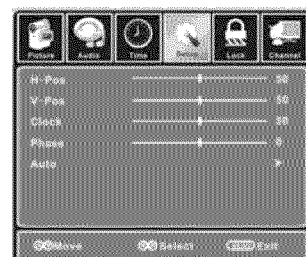 Picture Audio Time Setup Lock Channel
H-Pos 50
V-Pos 50
Clock 50
Phase 0
Auto
Move Select Exit